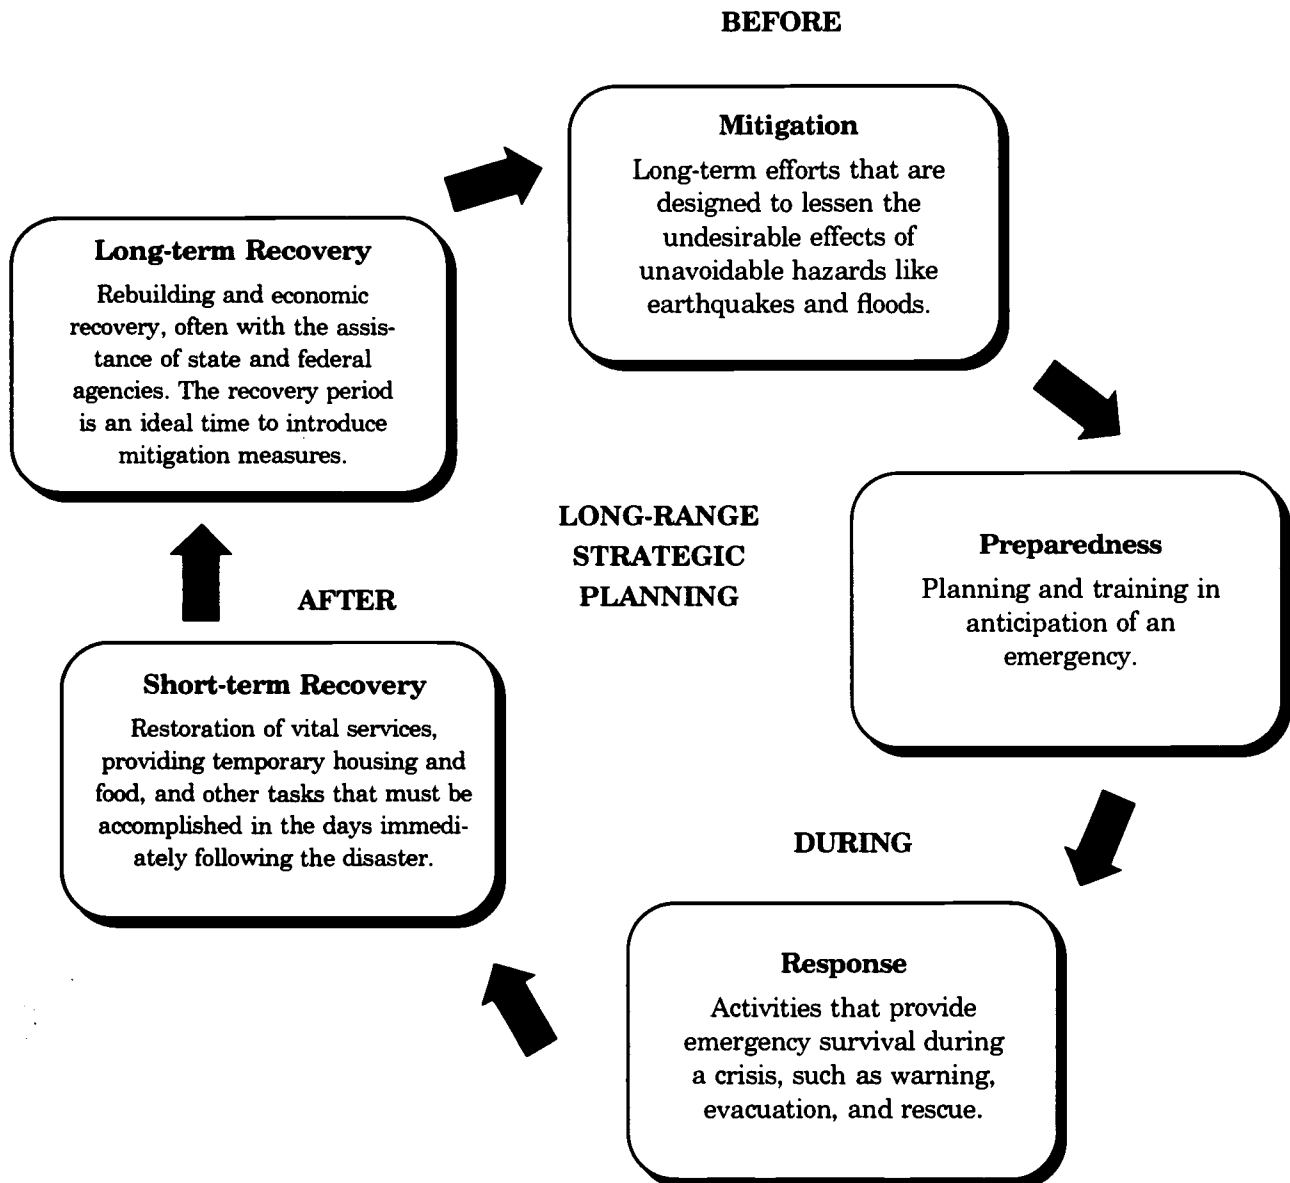 BEFORE
Mitigation
Long-term efforts that are
designed to lessen the
undesirable effects of
unavoidable hazards like
earthquakes and floods.
Preparedness
Planning and training in
anticipation of an
emergency.
DURING
Response
Activities that provide
emergency survival during
a crisis, such as warning,
evacuation, and rescue.
AFTER
Short-term Recovery
Restoration of vital services,
providing temporary housing and
food, and other tasks that must be
accomplished in the days immedi-
ately following the disaster.
Long-term Recovery
Rebuilding and economic
recovery, often with the assis-
tance of state and federal
agencies. The recovery period
is an ideal time to introduce
mitigation measures.
LONG-RANGE
STRATEGIC
PLANNING